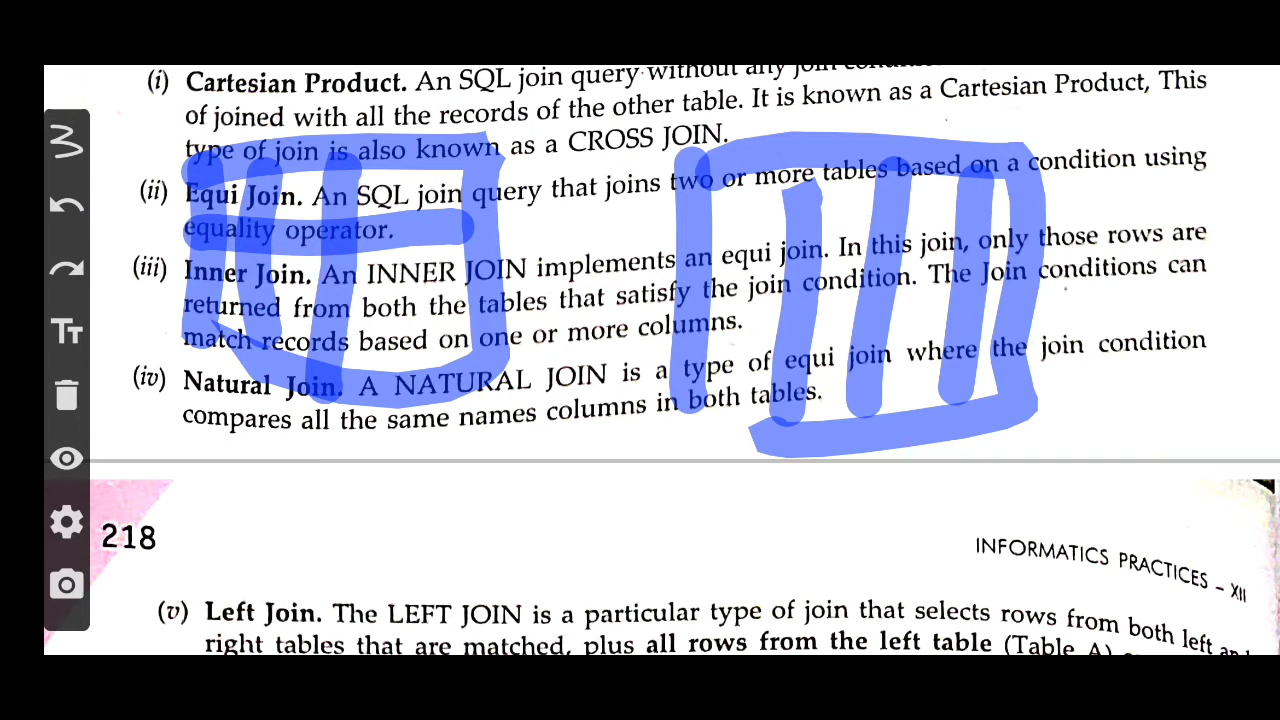 (i) Cartesian Product. An SQL join query without any join
of joined with all the records of the other table. It is known as a Cartesian Product, This
type of join is also known as a CROSS JOIN.
(ii) Equi Join. An SQL join query that joins two or more tables based on a condition using
equality operator.
(iii) Inner Join. An INNER JOIN implements an equi join. In this join, only those rows are
returned from both the tables that satisfy the join condition. The Join conditions can
match records based on one or more columns.
(iv) Natural Join. A NATURAL JOIN is a type of equi join where the join condition
compares all the same names columns in both tables.
218
INFORMATICS PRACTICES – XII
(v) Left Join. The LEFT JOIN is a particular type of join that selects rows from both left
right tables that are matched, plus all rows from the left table (Table A)